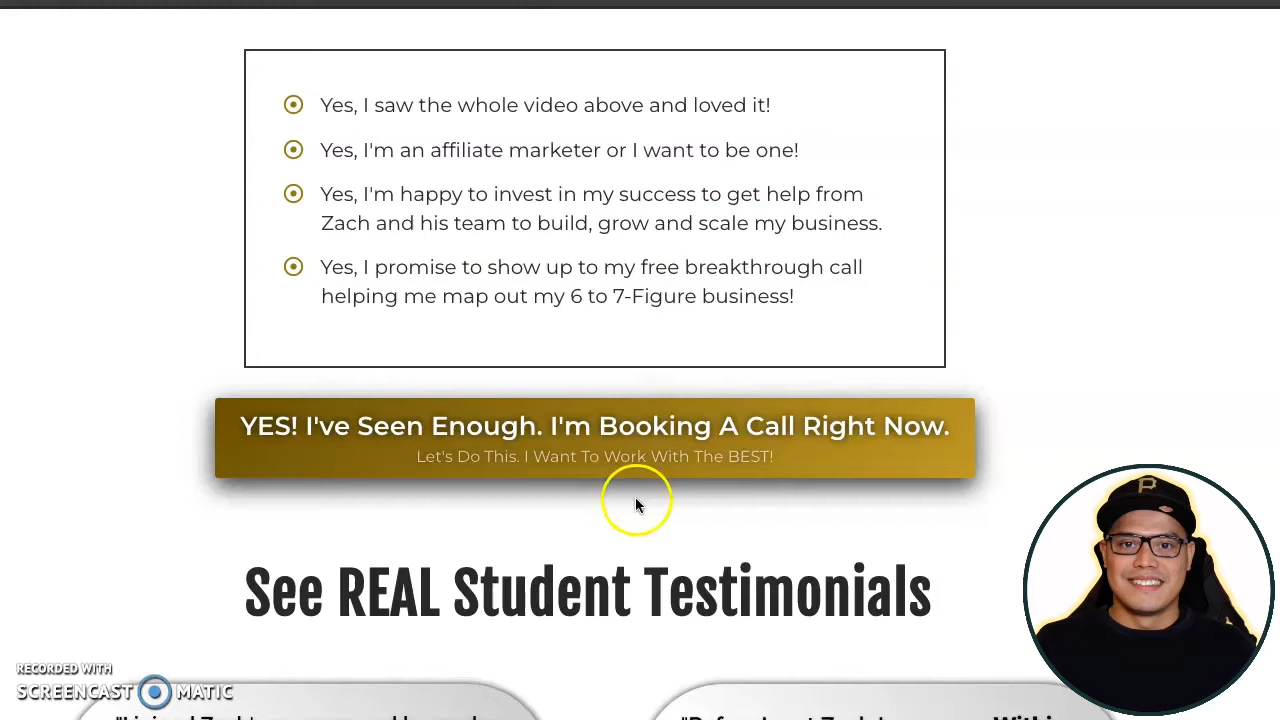 Yes, I saw the whole video above and loved it!
Yes, I'm an affiliate marketer or I want to be one!
Yes, I'm happy to invest in my success to get help from
Zach and his team to build, grow and scale my business.
Yes, I promise to show up to my free breakthrough call
helping me map out my 6 to 7-Figure business!
YES! I've Seen Enough. I'm Booking A Call Right Now.
Let's Do This. I Want To Work With The BEST!
P
See REAL Student Testimonials
RECORDED WITH
SCREENCAST MATIC